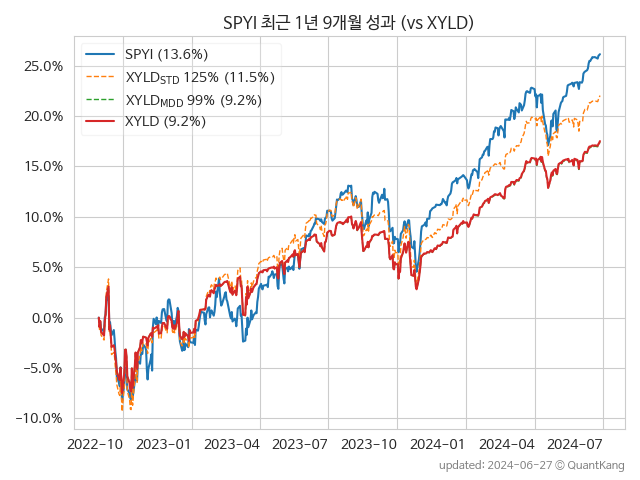 SPYI 최근 1년 9개월 성과 (vs XYLD)
SPYI (13.6%)
XYLD_STD 125% (11.5%)
XYLD_MDD 99% (9.2%)
XYLD (9.2%)
25.0%
20.0%
15.0%
10.0%
5.0%
0.0%
−5.0%
−10.0%
2022-10 2023-01 2023-04 2023-07 2023-10 2024-01 2024-04 2024-07
updated: 2024-06-27 © QuantKang